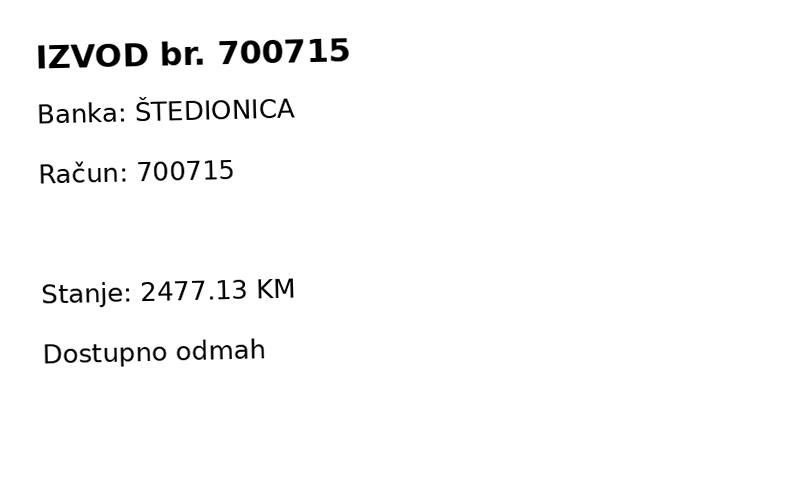 IZVOD br. 700715
Banka: ŠTEDIONICA
Račun: 700715
Stanje: 2477.13 KM
Dostupno odmah